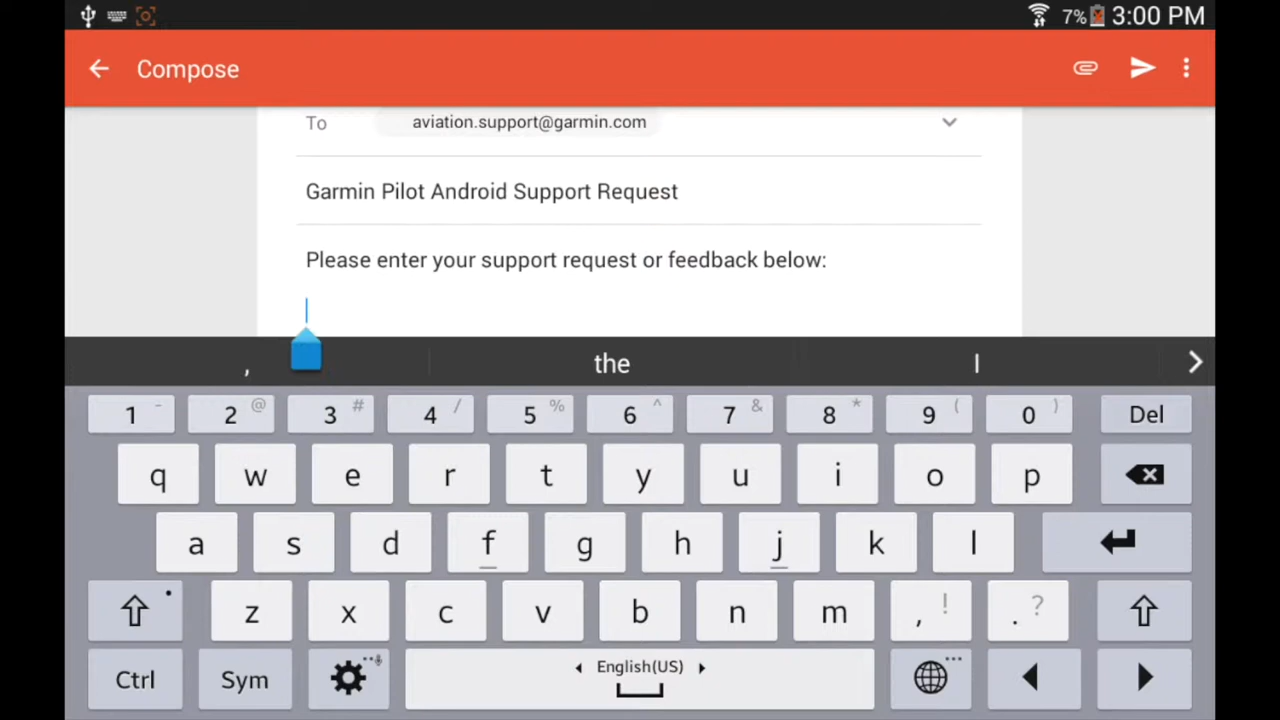 7% 3:00 PM
Compose
To aviation.support@garmin.com
Garmin Pilot Android Support Request
Please enter your support request or feedback below:
, the I
1 - 2 @ 3 # 4 / 5 % 6 ^ 7 & 8 * 9 ( 0 ) Del
q w e r t y u i o p
a s d f g h j k l
z x c v b n m , ! . ?
Ctrl Sym English(US)